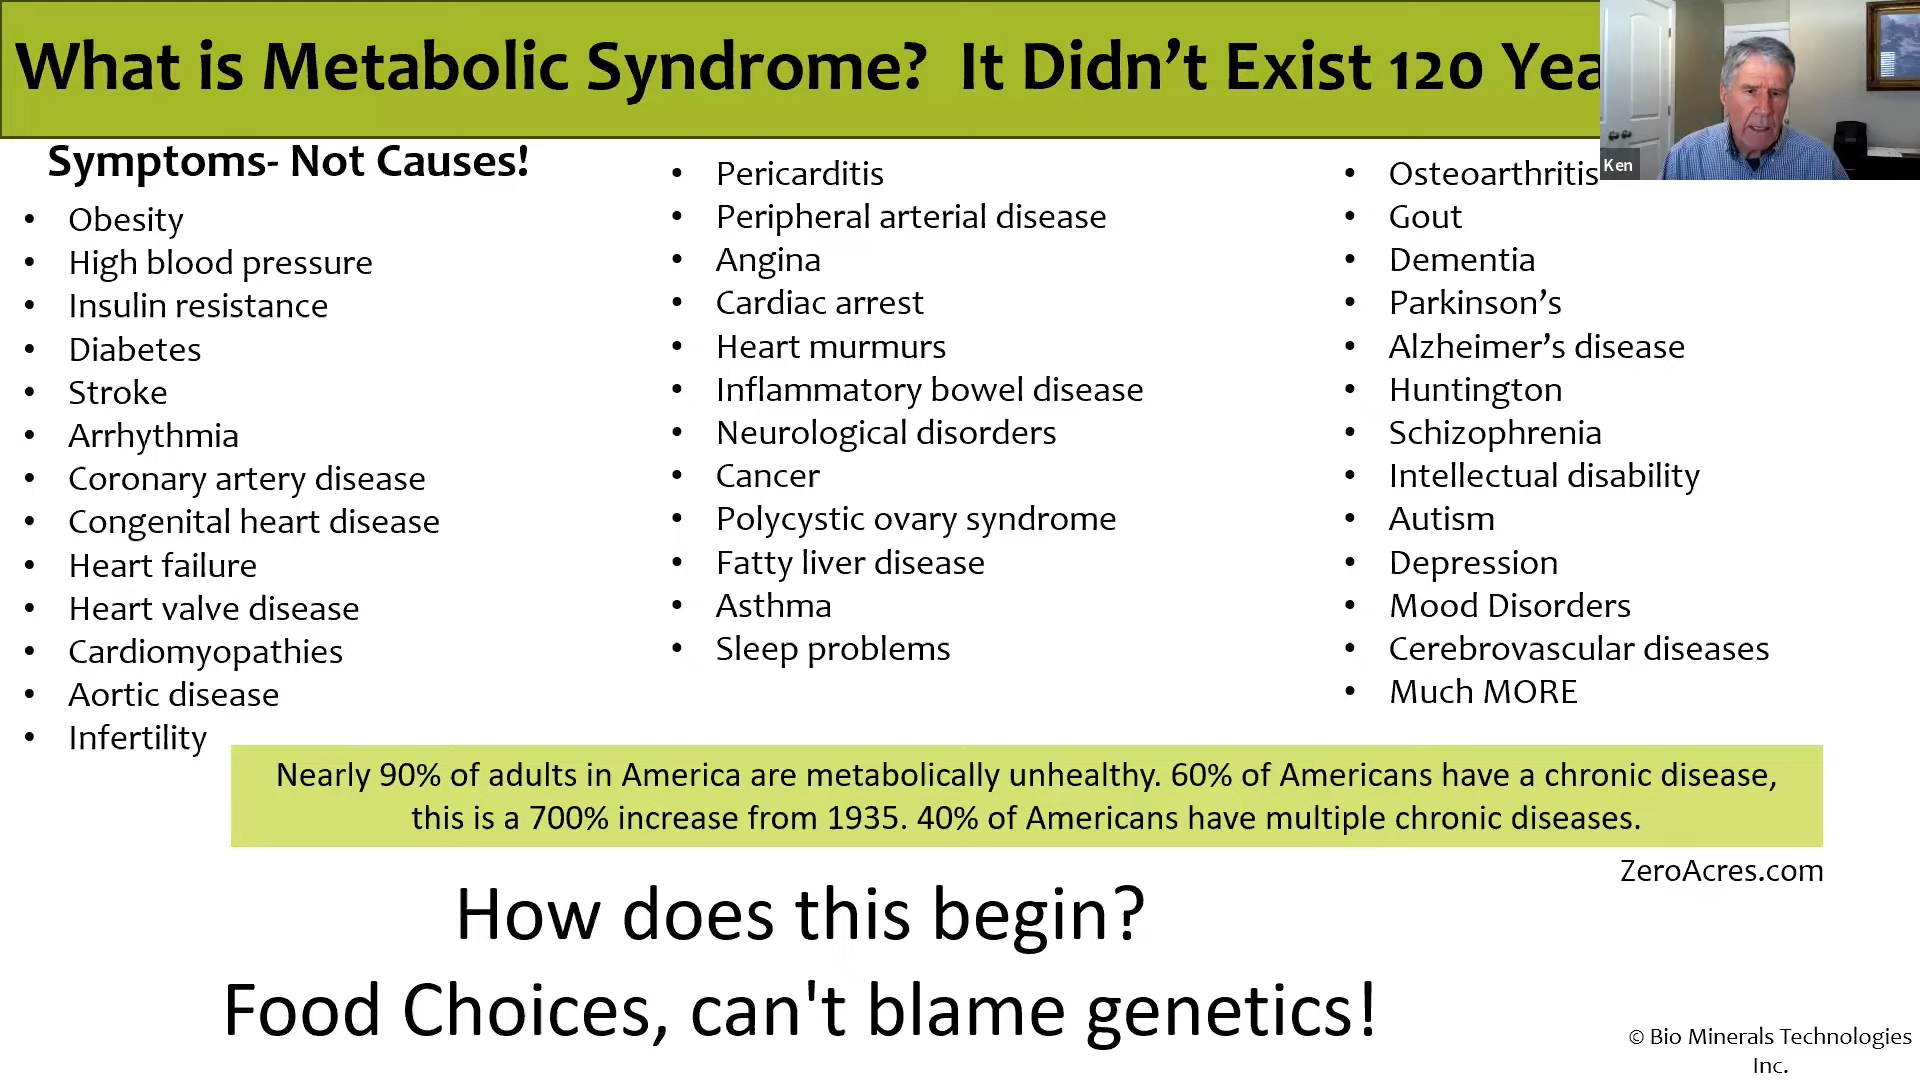 What is Metabolic Syndrome? It Didn’t Exist 120
Ken
Symptoms- Not Causes!
• Obesity
• High blood pressure
• Insulin resistance
• Diabetes
• Stroke
• Arrhythmia
• Coronary artery disease
• Congenital heart disease
• Heart failure
• Heart valve disease
• Cardiomyopathies
• Aortic disease
• Infertility
• Pericarditis
• Peripheral arterial disease
• Angina
• Cardiac arrest
• Heart murmurs
• Inflammatory bowel disease
• Neurological disorders
• Cancer
• Polycystic ovary syndrome
• Fatty liver disease
• Asthma
• Sleep problems
• Osteoarthritis
• Gout
• Dementia
• Parkinson’s
• Alzheimer’s disease
• Huntington
• Schizophrenia
• Intellectual disability
• Autism
• Depression
• Mood Disorders
• Cerebrovascular diseases
• Much MORE
Nearly 90% of adults in America are metabolically unhealthy. 60% of Americans have a chronic disease,
this is a 700% increase from 1935. 40% of Americans have multiple chronic diseases.
ZeroAcres.com
How does this begin?
Food Choices, can't blame genetics!
© Bio Minerals Technologies
Inc.